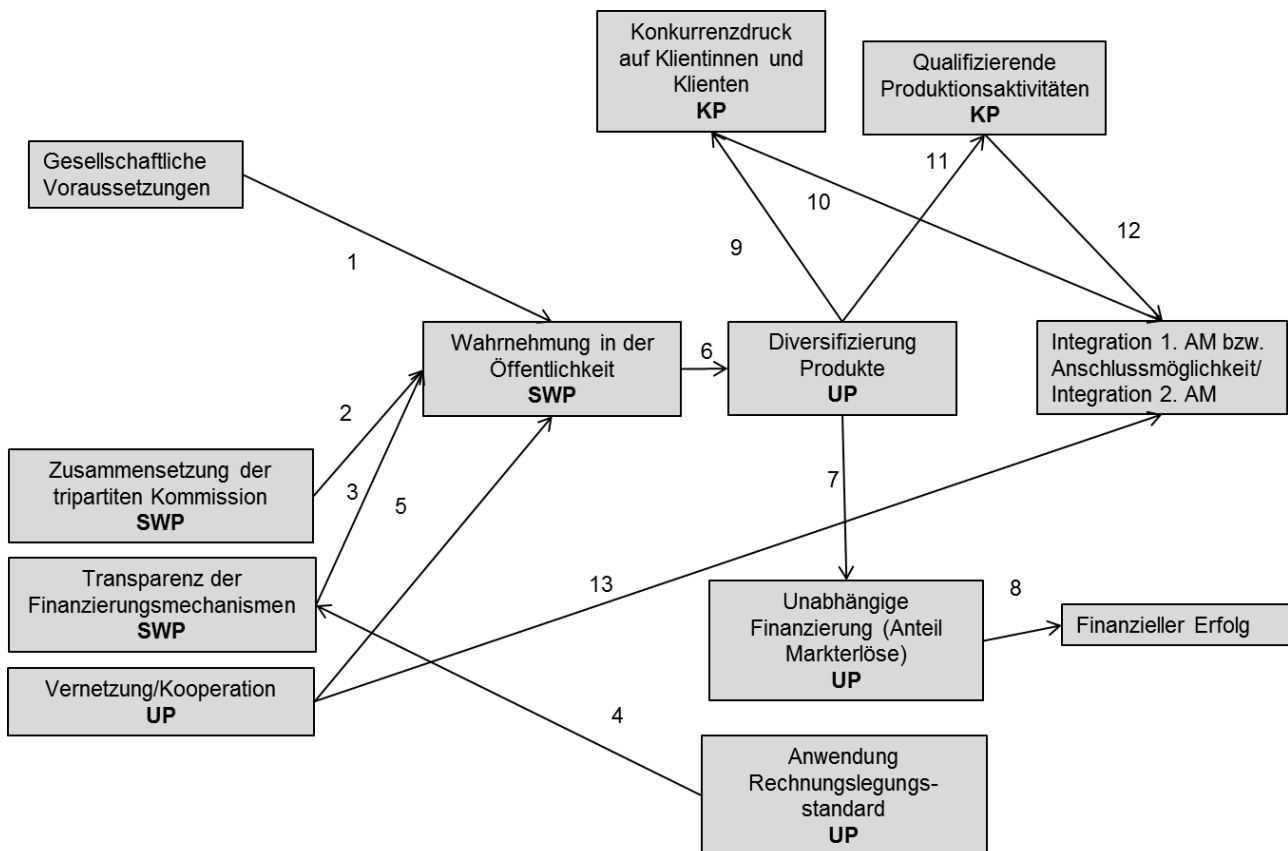 Konkurrenzdruck
auf Klientinnen und
Klienten
KP
Qualifizierende
Produktionsaktivitäten
KP
Gesellschaftliche
Voraussetzungen
11
10
12
9
1
Wahrnehmung in der
Öffentlichkeit
SWP
6
Diversifizierung
Produkte
UP
Integration 1. AM bzw.
Anschlussmöglichkeit/
Integration 2. AM
2
Zusammensetzung der
tripartiten Kommission
SWP
3
5
7
Transparenz der
Finanzierungsmechanismen
SWP
13
Unabhängige
Finanzierung (Anteil
Markterlöse)
UP
8
Finanzieller Erfolg
Vernetzung/Kooperation
UP
4
Anwendung
Rechnungslegungs-
standard
UP